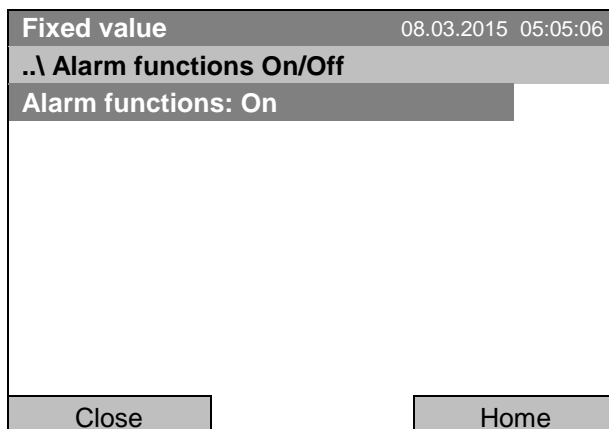 Fixed value 08.03.2015 05:05:06
..\ Alarm functions On/Off
Alarm functions: On
Close Home